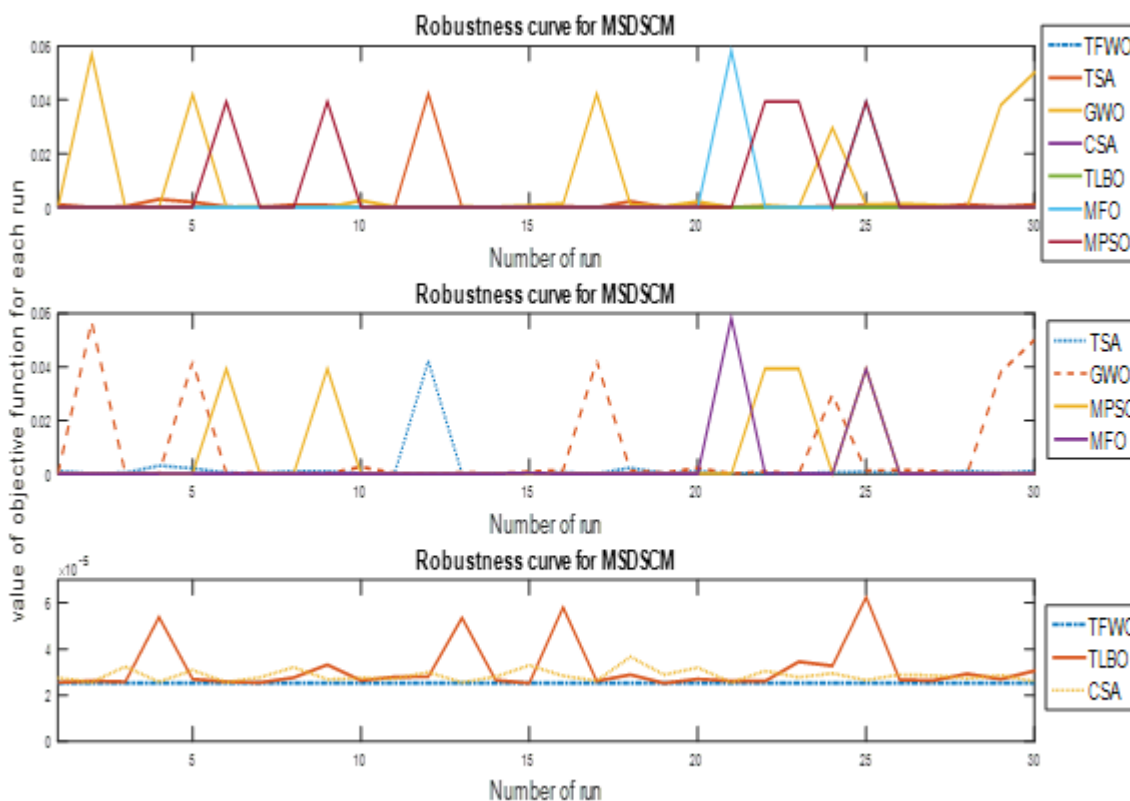 value of objective function for each run
Robustness curve for MSDSCM
0.06
0.04
0.02
0
5
10
15
20
25
30
Number of run
TFWO
TSA
GWO
CSA
TLBO
MFO
MPSO
Robustness curve for MSDSCM
0.06
0.04
0.02
0
5
10
15
20
25
30
Number of run
TSA
GWO
MPSO
MFO
Robustness curve for MSDSCM
×10⁻⁵
6
4
2
0
5
10
15
20
25
30
Number of run
TFWO
TLBO
CSA